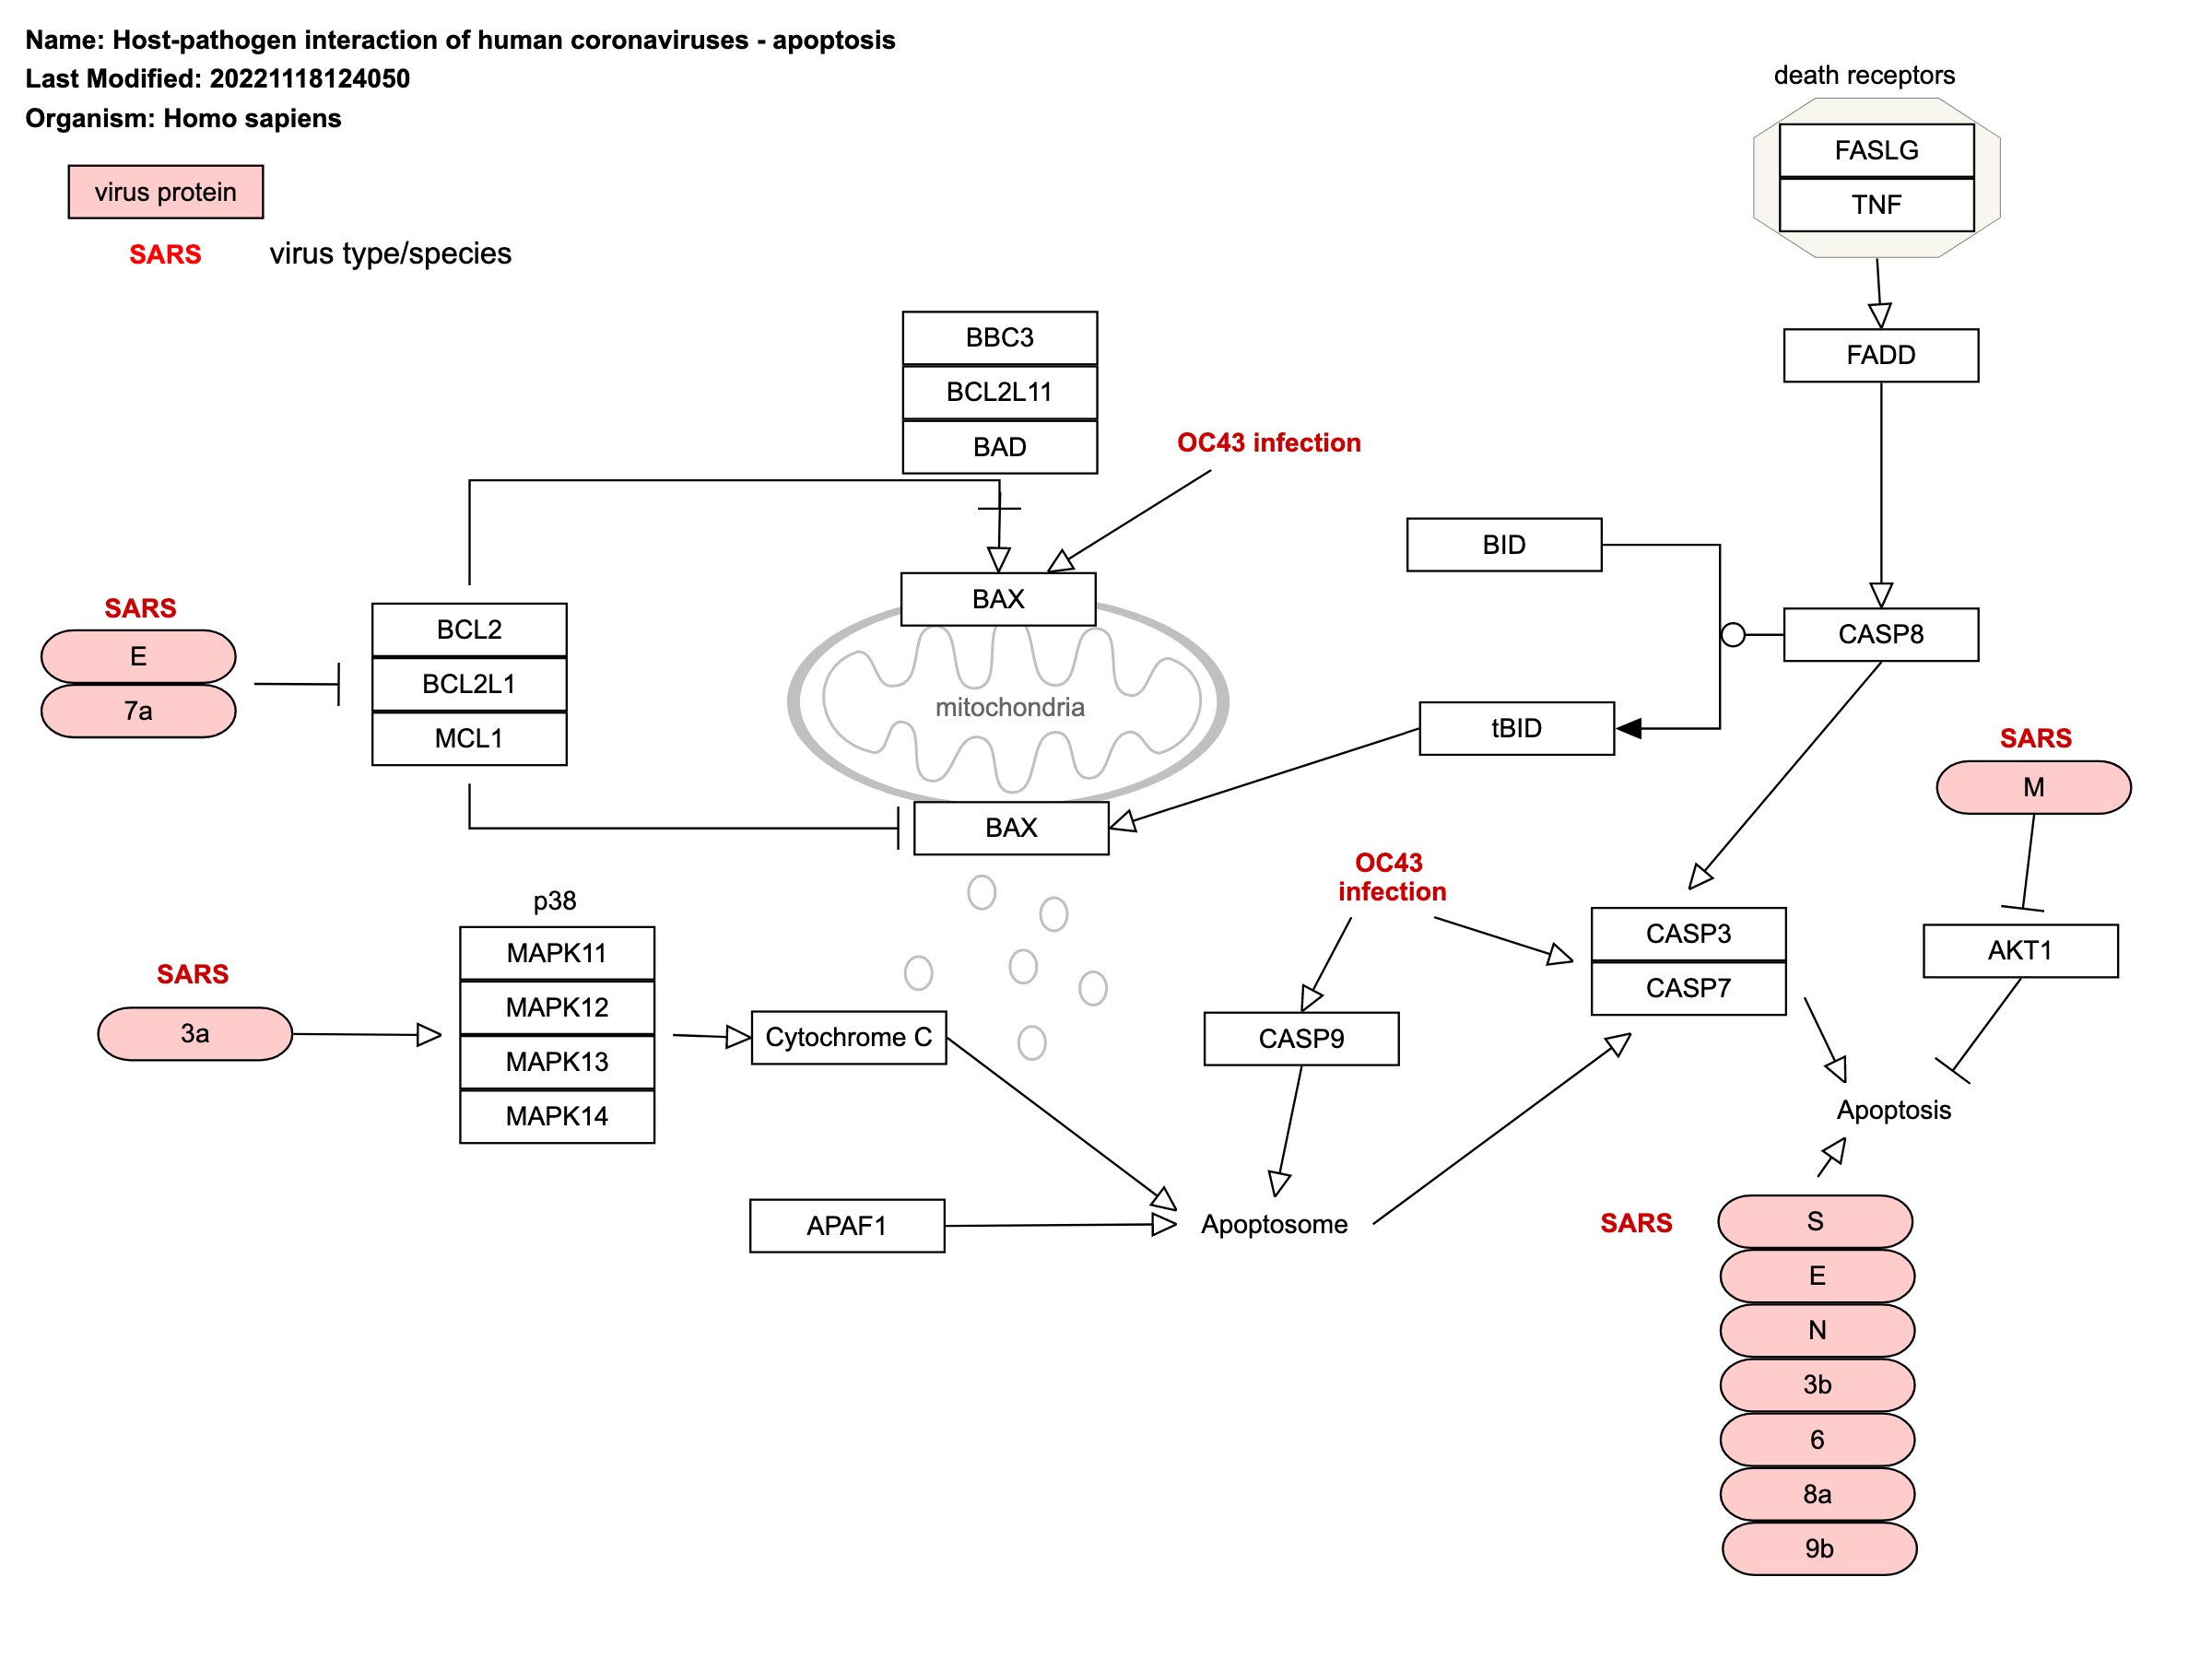 Name: Host-pathogen interaction of human coronaviruses - apoptosis
Last Modified: 20221118124050
Organism: Homo sapiens
virus protein
SARS virus type/species
death receptors
FASLG
TNF
FADD
BBC3
BCL2L11
BAD
OC43 infection
BID
BAX
CASP8
SARS
E
7a
BCL2
BCL2L1
MCL1
mitochondria
tBID
SARS
M
BAX
OC43
infection
p38
MAPK11
MAPK12
MAPK13
MAPK14
SARS
3a
Cytochrome C
CASP9
CASP3
CASP7
AKT1
Apoptosis
APAF1
Apoptosome
SARS
S
E
N
3b
6
8a
9b